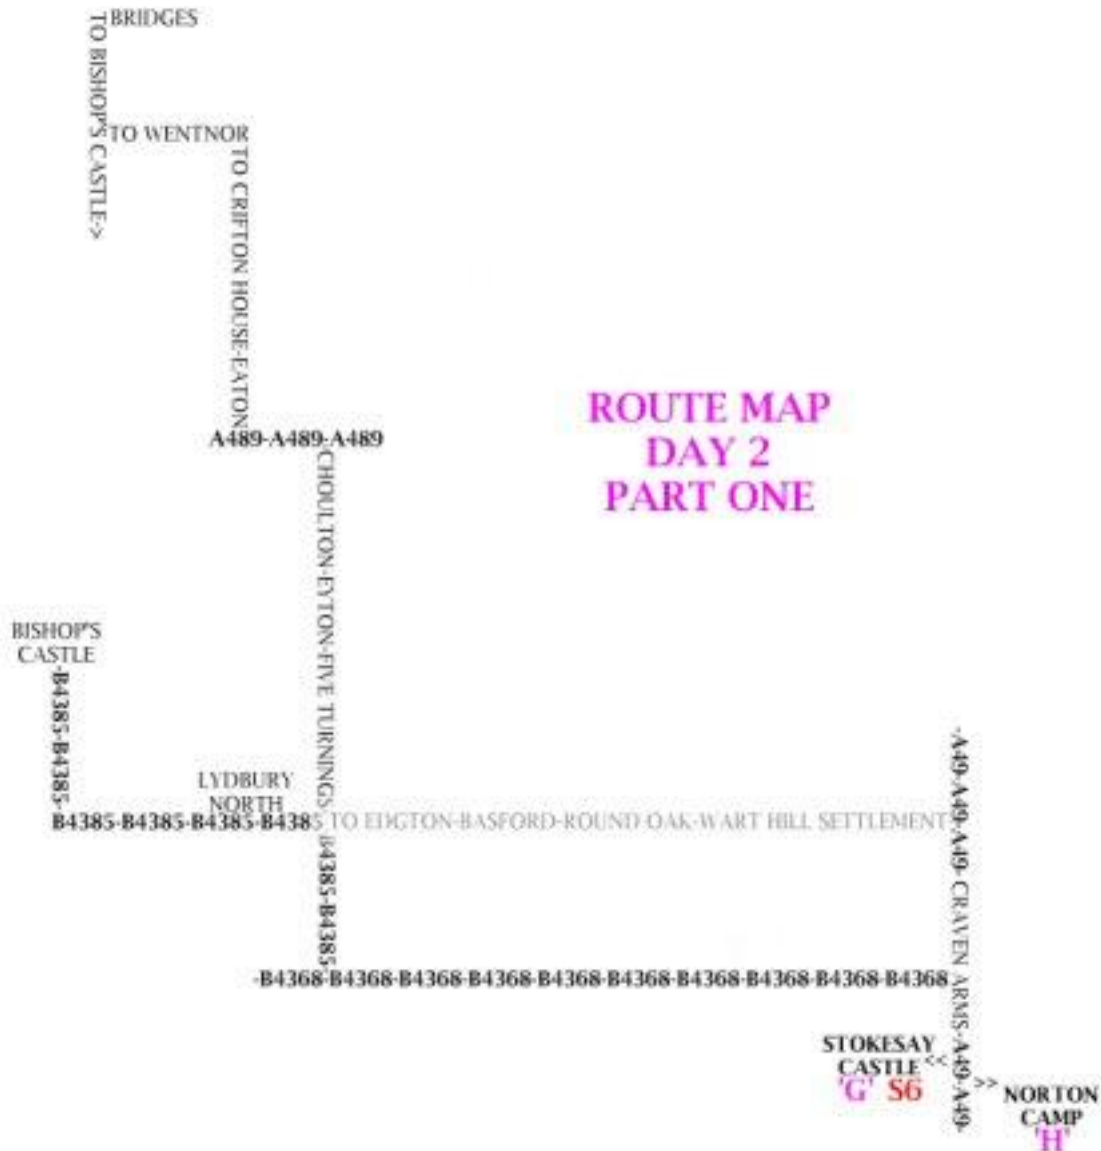 BRIDGES
TO BISHOP'S CASTLE->
TO WENTNOR
TO CRIFTON HOUSE-EATON
A489-A489-A489
ROUTE MAP
DAY 2
PART ONE
CHOULTON-EYTON-FIVE TURNINGS
BISHOP'S
CASTLE
-B4385-B4385-
LYDBURY
NORTH
B4385-B4385-B4385-B4385 TO EDGTON-BASFORD-ROUND OAK-WART HILL SETTLEMENT
-A49-A49-A49- CRAVEN ARMS-A49-A49-
B4385-B4385-
-B4368-B4368-B4368-B4368-B4368-B4368-B4368-B4368-B4368-B4368
STOKESAY
CASTLE <<
'G' S6
>> NORTON
CAMP
'H'